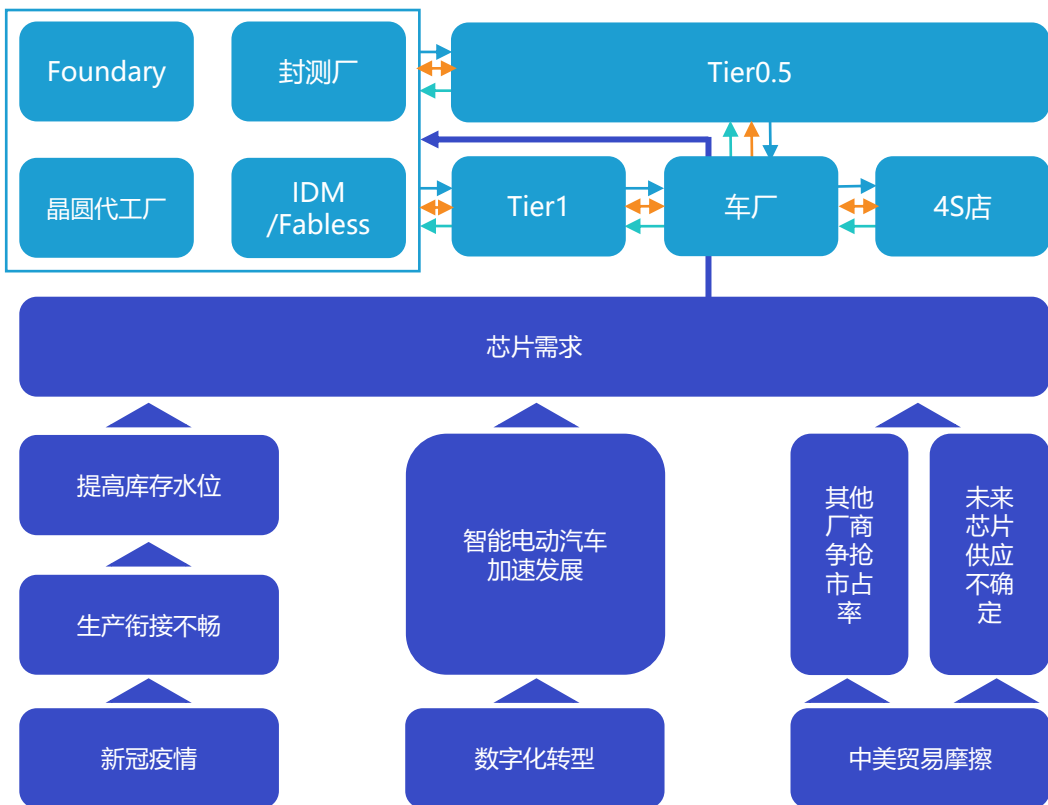 Foundary
封测厂
Tier0.5
晶圆代工厂
IDM
/Fabless
Tier1
车厂
4S店
芯片需求
提高库存水位
生产衔接不畅
新冠疫情
智能电动汽车
加速发展
数字化转型
其他
厂商
争抢
市占
率
未来
芯片
供应
不确
定
中美贸易摩擦